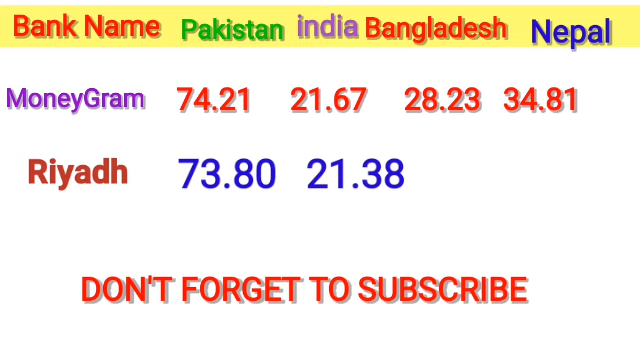 Bank Name Pakistan india Bangladesh Nepal
MoneyGram 74.21 21.67 28.23 34.81
Riyadh 73.80 21.38
DON'T FORGET TO SUBSCRIBE